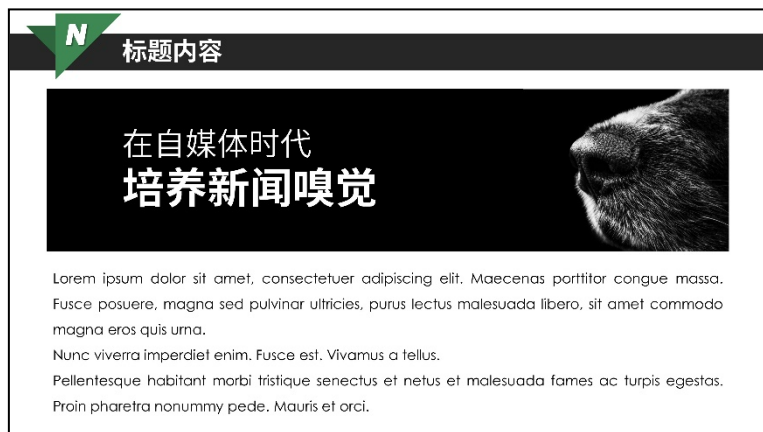 N
标题内容
在自媒体时代
培养新闻嗅觉
Lorem ipsum dolor sit amet, consectetuer adipiscing elit. Maecenas porttitor congue massa.
Fusce posuere, magna sed pulvinar ultricies, purus lectus malesuada libero, sit amet commodo
magna eros quis urna.
Nunc viverra imperdiet enim. Fusce est. Vivamus a tellus.
Pellentesque habitant morbi tristique senectus et netus et malesuada fames ac turpis egestas.
Proin pharetra nonummy pede. Mauris et orci.